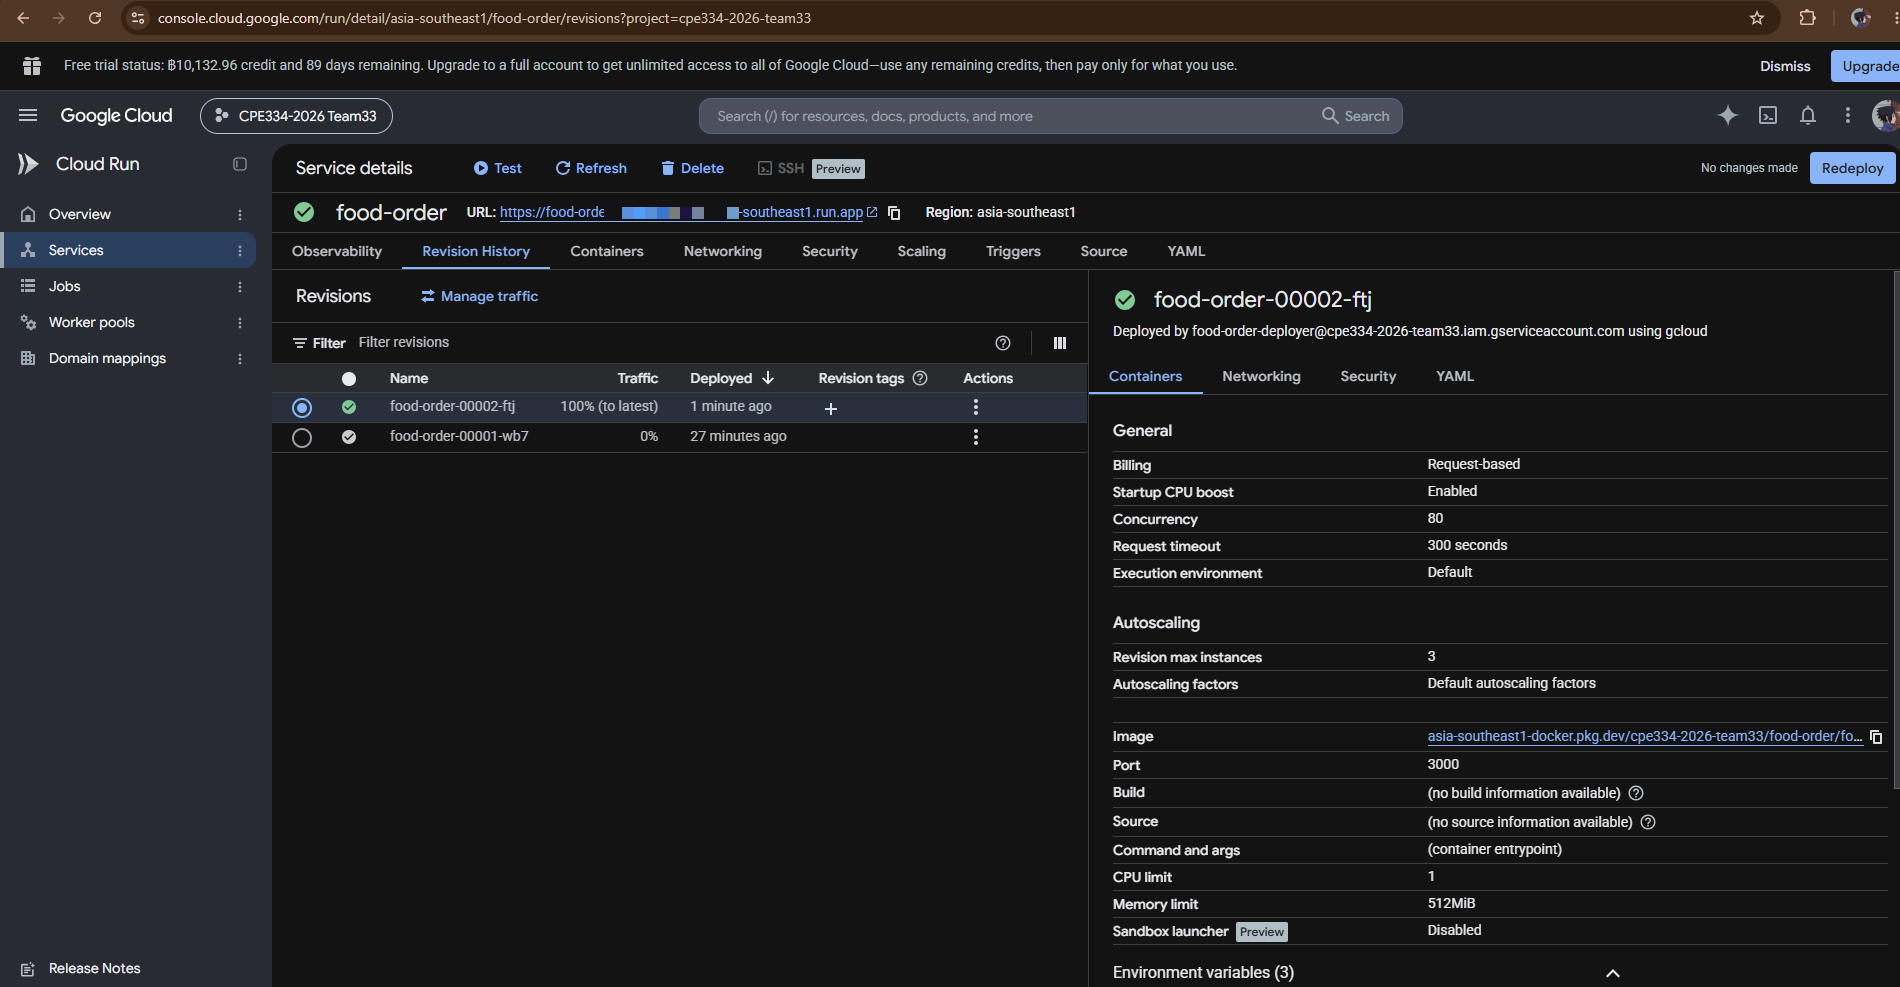 console.cloud.google.com/run/detail/asia-southeast1/food-order/revisions?project=cpe334-2026-team33
Free trial status: ฿10,132.96 credit and 89 days remaining. Upgrade to a full account to get unlimited access to all of Google Cloud—use any remaining credits, then pay only for what you use.
Dismiss
Upgrade
Google Cloud
CPE334-2026 Team33
Search (/) for resources, docs, products, and more
Search
Cloud Run
Overview
Services
Jobs
Worker pools
Domain mappings
Release Notes
Service details
Test
Refresh
Delete
SSH
Preview
No changes made
Redeploy
food-order
URL: https://food-orde -southeast1.run.app
Region: asia-southeast1
Observability
Revision History
Containers
Networking
Security
Scaling
Triggers
Source
YAML
Revisions
Manage traffic
Filter
Filter revisions
Name Traffic Deployed Revision tags Actions
food-order-00002-ftj 100% (to latest) 1 minute ago
food-order-00001-wb7 0% 27 minutes ago
food-order-00002-ftj
Deployed by food-order-deployer@cpe334-2026-team33.iam.gserviceaccount.com using gcloud
Containers
Networking
Security
YAML
General
Billing Request-based
Startup CPU boost Enabled
Concurrency 80
Request timeout 300 seconds
Execution environment Default
Autoscaling
Revision max instances 3
Autoscaling factors Default autoscaling factors
Image asia-southeast1-docker.pkg.dev/cpe334-2026-team33/food-order/fo...
Port 3000
Build (no build information available)
Source (no source information available)
Command and args (container entrypoint)
CPU limit 1
Memory limit 512MiB
Sandbox launcher Preview Disabled
Environment variables (3)